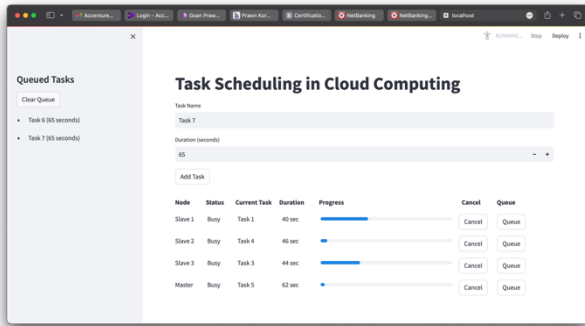 Accenture...
Login - Acc...
Goan Praw...
Prawn Kor...
Certificatio...
NetBanking
NetBanking...
localhost
RUNNING...
Stop
Deploy
Queued Tasks
Clear Queue
Task 6 (65 seconds)
Task 7 (65 seconds)
Task Scheduling in Cloud Computing
Task Name
Task 7
Duration (seconds)
65
Add Task
Node Status Current Task Duration Progress Cancel Queue
Slave 1 Busy Task 1 40 sec Cancel Queue
Slave 2 Busy Task 4 46 sec Cancel Queue
Slave 3 Busy Task 3 44 sec Cancel Queue
Master Busy Task 5 62 sec Cancel Queue